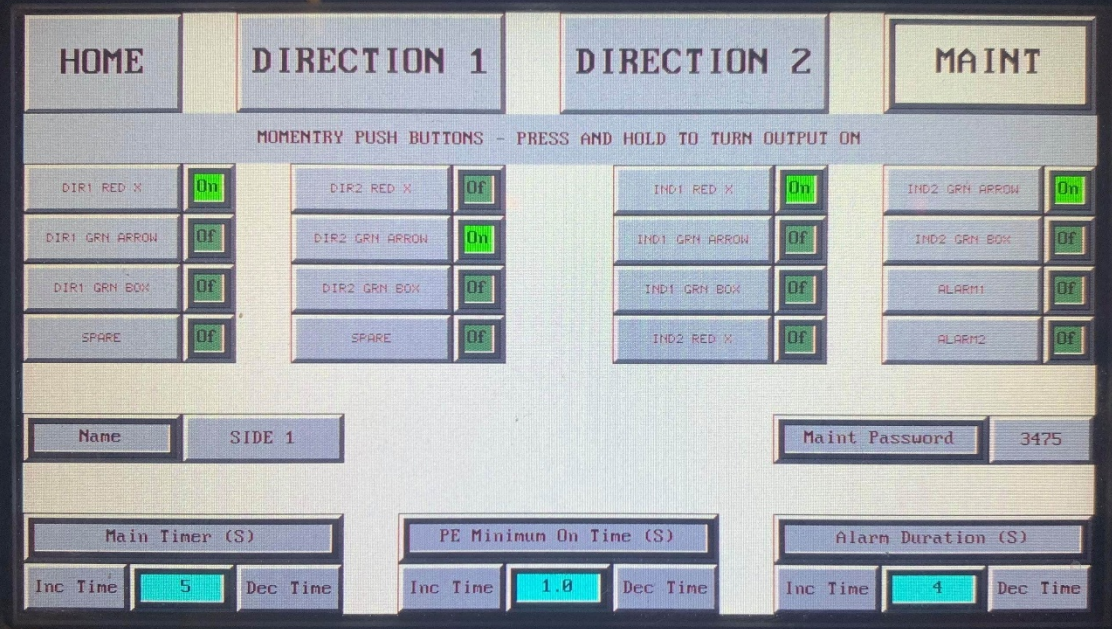 HOME DIRECTION 1 DIRECTION 2 MAINT
MOMENTRY PUSH BUTTONS - PRESS AND HOLD TO TURN OUTPUT ON
DIR1 RED X On DIR2 RED X Of IND1 RED X On IND2 GRN ARROW On
DIR1 GRN ARROW Of DIR2 GRN ARROW On IND1 GRN ARROW Of IND2 GRN BOX Of
DIR1 GRN BOX Of DIR2 GRN BOX Of IND1 GRN BOX Of ALARM1 Of
SPARE Of SPARE Of IND2 RED X Of ALARM2 Of
Name SIDE 1 Maint Password 3475
Main Timer (S) PE Minimum On Time (S) Alarm Duration (S)
Inc Time 5 Dec Time Inc Time 1.0 Dec Time Inc Time 4 Dec Time